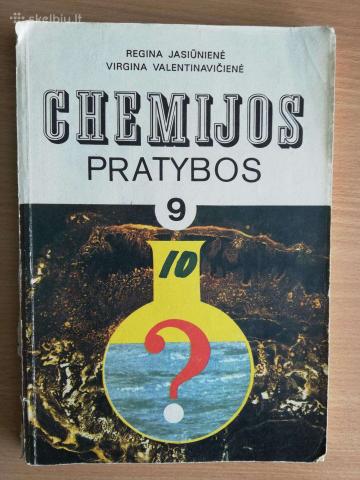 skelbiu.lt
REGINA JASIŪNIENĖ
VIRGINA VALENTINAVIČIENĖ
CHEMIJOS
PRATYBOS
9
10
?